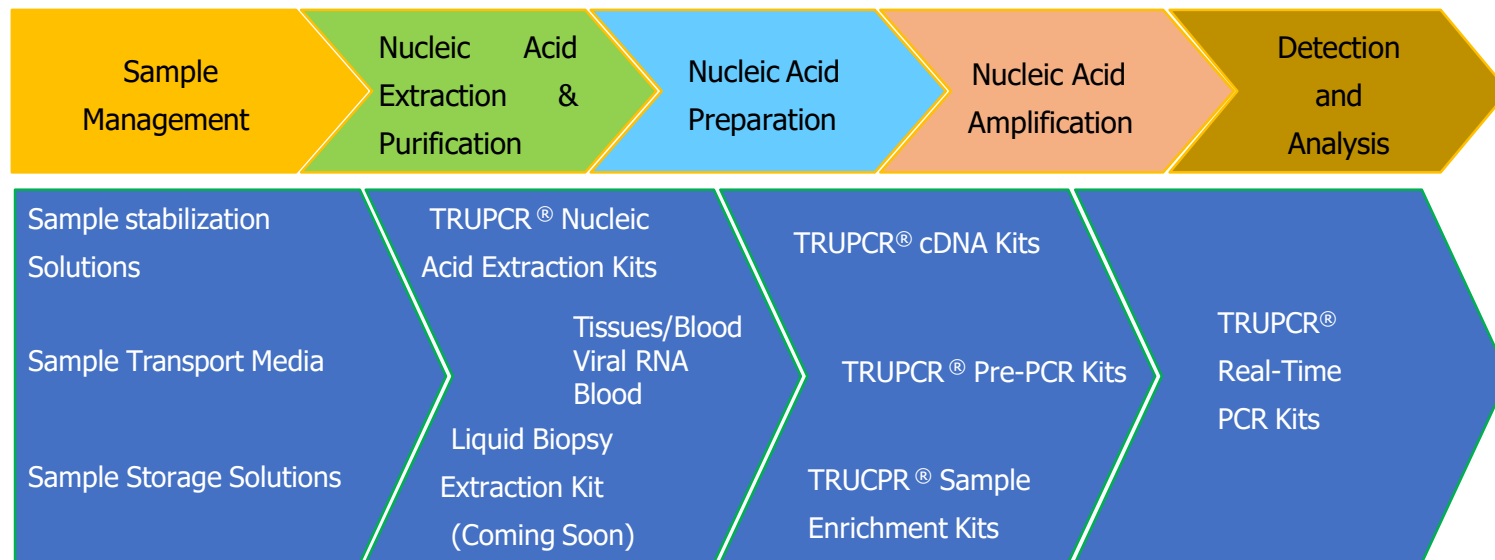 Sample
Management
Nucleic Acid
Extraction &
Purification
Nucleic Acid
Preparation
Nucleic Acid
Amplification
Detection
and
Analysis
Sample stabilization
Solutions
Sample Transport Media
Sample Storage Solutions
TRUPCR ® Nucleic
Acid Extraction Kits
Tissues/Blood
Viral RNA
Blood
Liquid Biopsy
Extraction Kit
(Coming Soon)
TRUPCR® cDNA Kits
TRUPCR ® Pre-PCR Kits
TRUCPR ® Sample
Enrichment Kits
TRUPCR®
Real-Time
PCR Kits